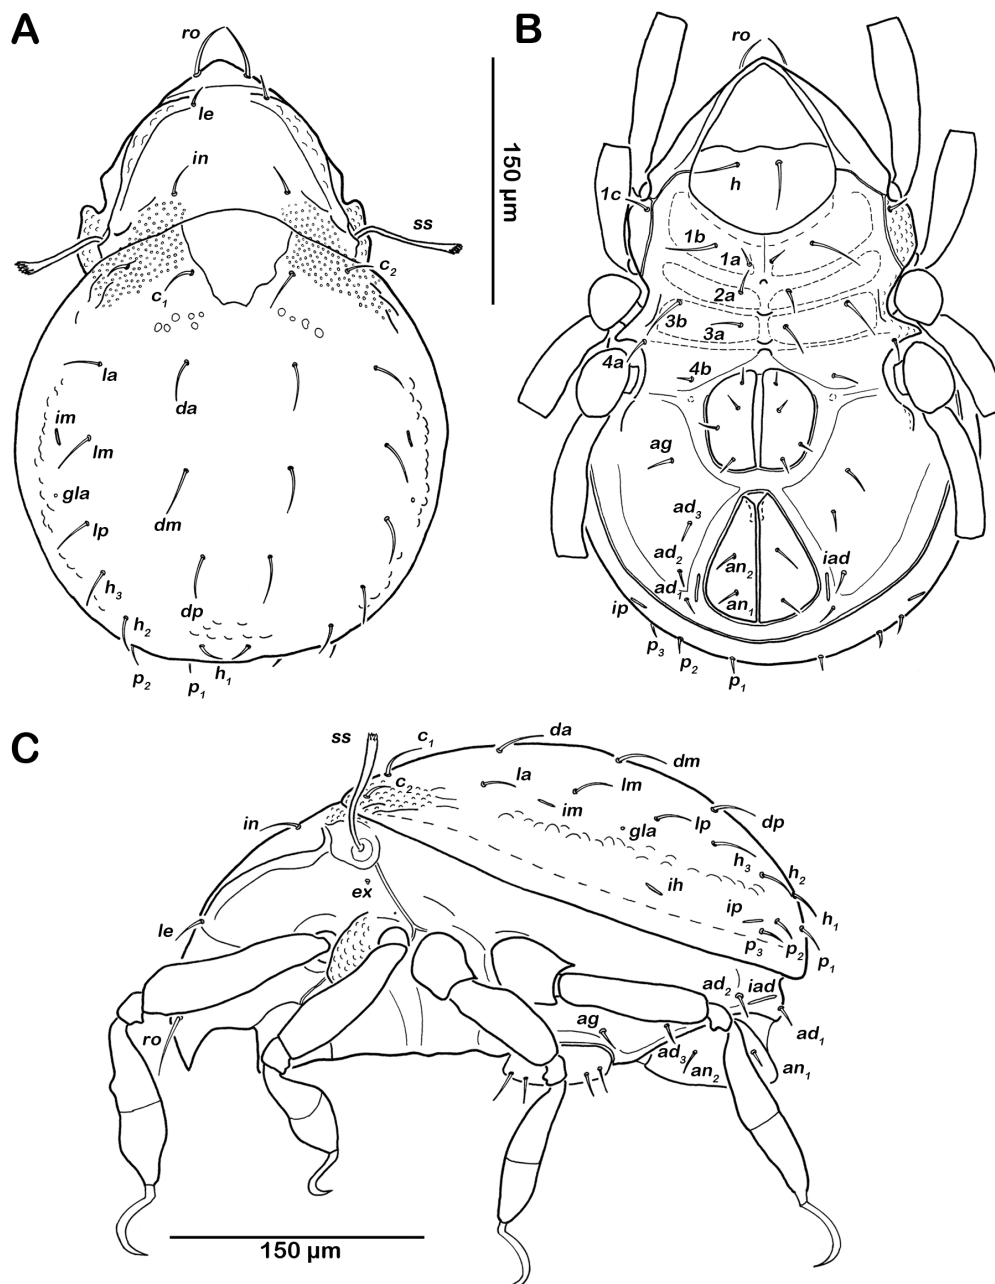 A
ro
le
in
ss
c1
c2
la
da
im
lm
gla
dm
lp
h3
dp
h2
h1
p2
p1
150 µm
B
ro
h
1c
1b
1a
2a
3b
3a
4a
4b
ag
ad3
ad2
an2
iad
ad1
an1
ip
p3
p2
p1
C
ss
c1
da
dm
la
lm
c2
im
in
gla
lp
dp
h3
h2
ih
ex
h1
ip
le
p3
p2
p1
ad2
iad
ro
ag
ad3
ad1
an2
an1
150 µm